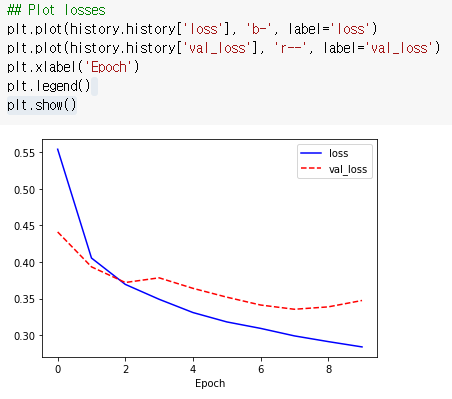 ## Plot losses
plt.plot(history.history['loss'], 'b-', label='loss')
plt.plot(history.history['val_loss'], 'r--', label='val_loss')
plt.xlabel('Epoch')
plt.legend()
plt.show()
loss
val_loss
0.55
0.50
0.45
0.40
0.35
0.30
0 2 4 6 8
Epoch